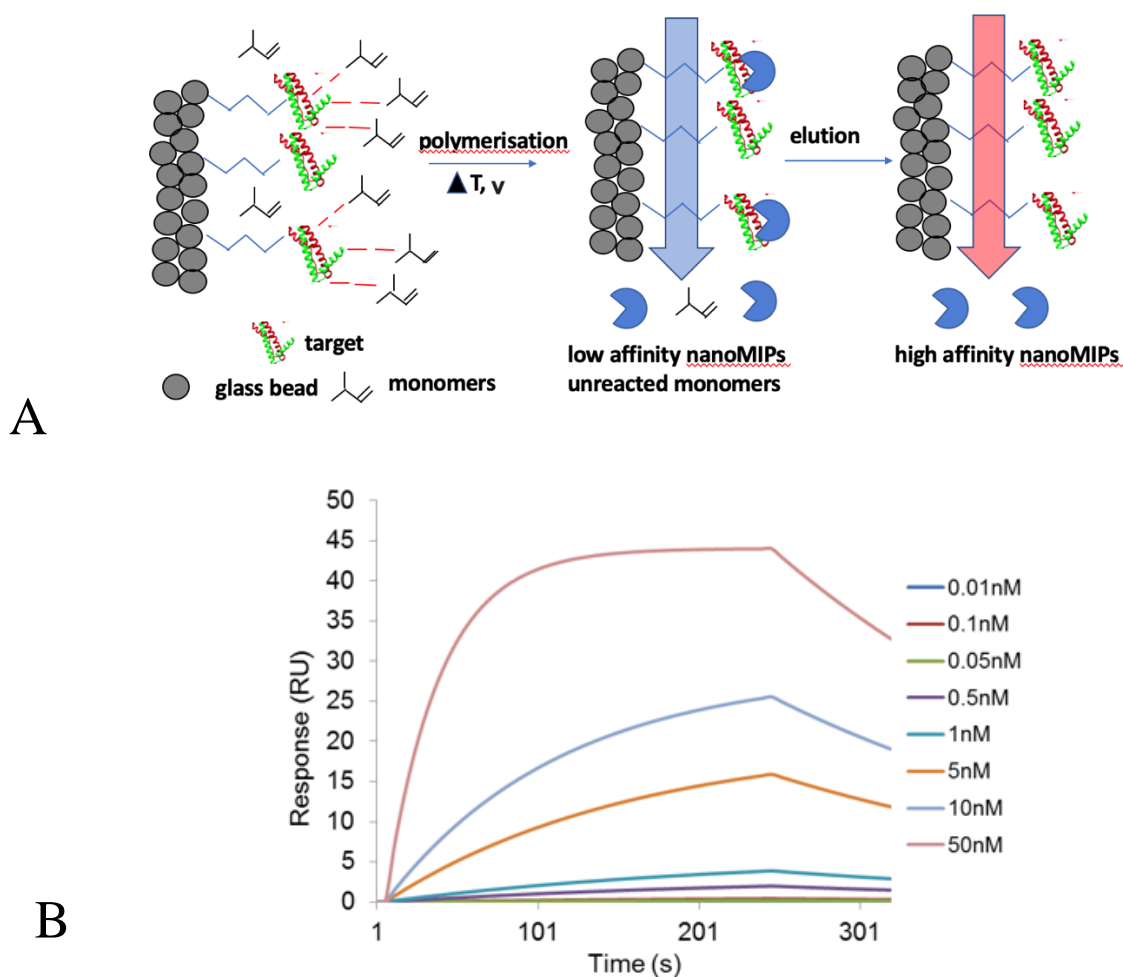 polymerisation
▲ T, v
elution
target
glass bead
monomers
low affinity nanoMIPs
unreacted monomers
high affinity nanoMIPs
A
50
45
40
35
30
25
20
15
10
5
0
Response (RU)
1
101
201
301
Time (s)
0.01nM
0.1nM
0.05nM
0.5nM
1nM
5nM
10nM
50nM
B